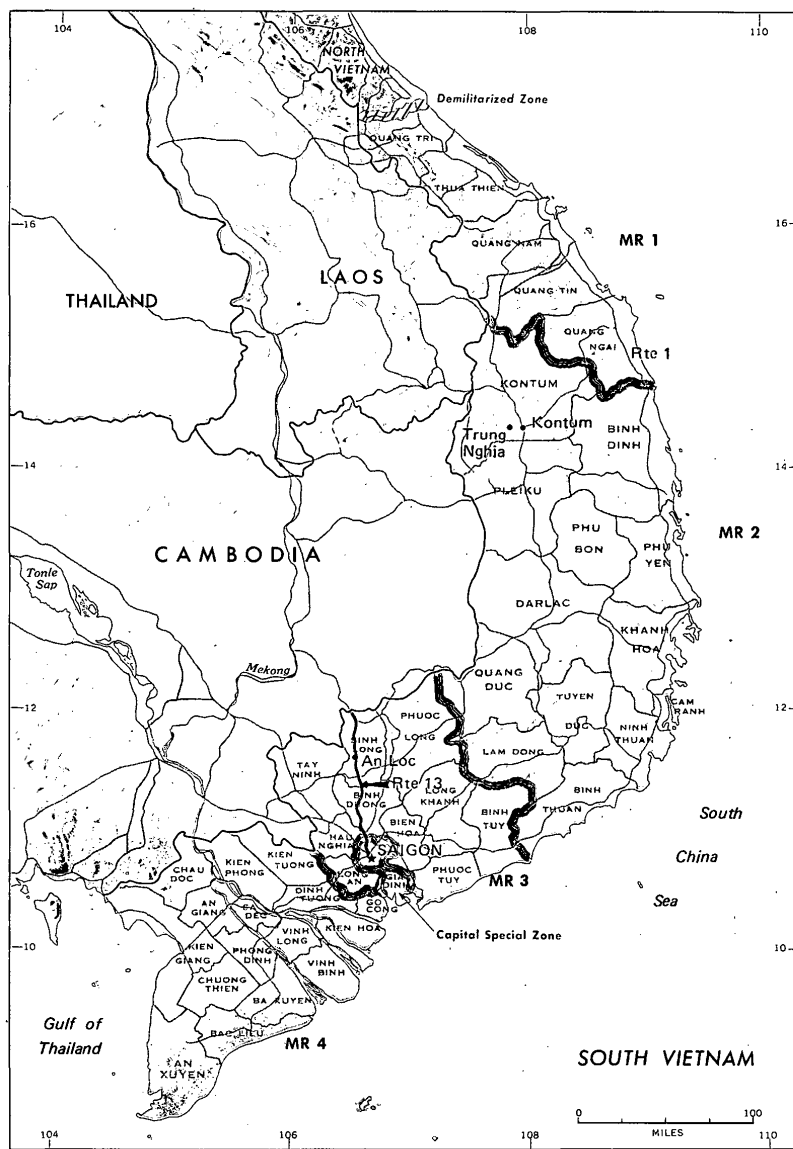 104
106
108
110
NORTH
VIETNAM
Demilitarized Zone
QUANG TRI
THUA THIEN
16
16
MR 1
QUANG NAM
LAOS
THAILAND
QUANG TIN
QUANG
NGAI
Rte 1
KONTUM
Kontum
Trung
Nghia
BINH
DINH
14
14
PLEIKU
PHU
BON
PHU
YEN
MR 2
CAMBODIA
Tonle
Sap
DARLAC
KHANH
HOA
Mekong
QUANG
DUC
TUYEN
DUC
CAM
RANH
12
12
PHUOC
LONG
NINH
THUAN
BINH
LONG
An Loc
LAM DONG
TAY
NINH
Rte 13
BINH
DUONG
LONG
KHANH
BINH
THUAN
BINH
TUY
BIEN
HOA
South
China
Sea
HAU
NGHIA
SAIGON
KIEN
TUONG
KIEN
PHONG
CHAU
DOC
LONG
AN
GIA
DINH
PHUOC
TUY
MR 3
DINH
TUONG
GO
CONG
AN
GIANG
SA
DEC
KIEN HOA
Capital Special Zone
10
10
VINH
LONG
KIEN
GIANG
PHONG
DINH
VINH
BINH
CHUONG
THIEN
BA XUYEN
Gulf of
Thailand
BAC LIEU
MR 4
AN
XUYEN
SOUTH VIETNAM
0
100
MILES
104
106
108
110